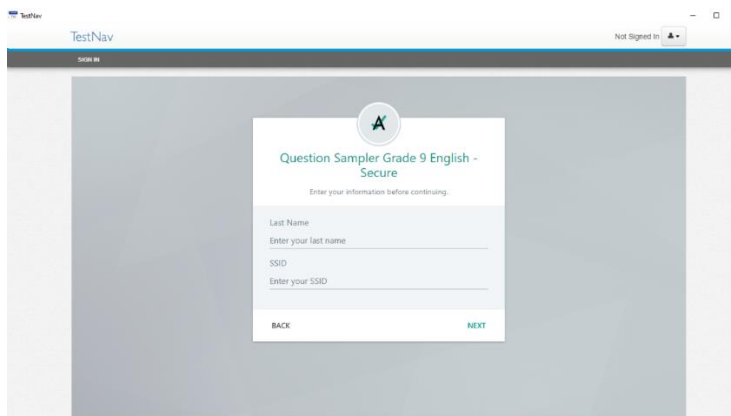 TestNav
TestNav
Not Signed In
SIGN IN
Question Sampler Grade 9 English -
Secure
Enter your information before continuing.
Last Name
Enter your last name
SSID
Enter your SSID
BACK NEXT